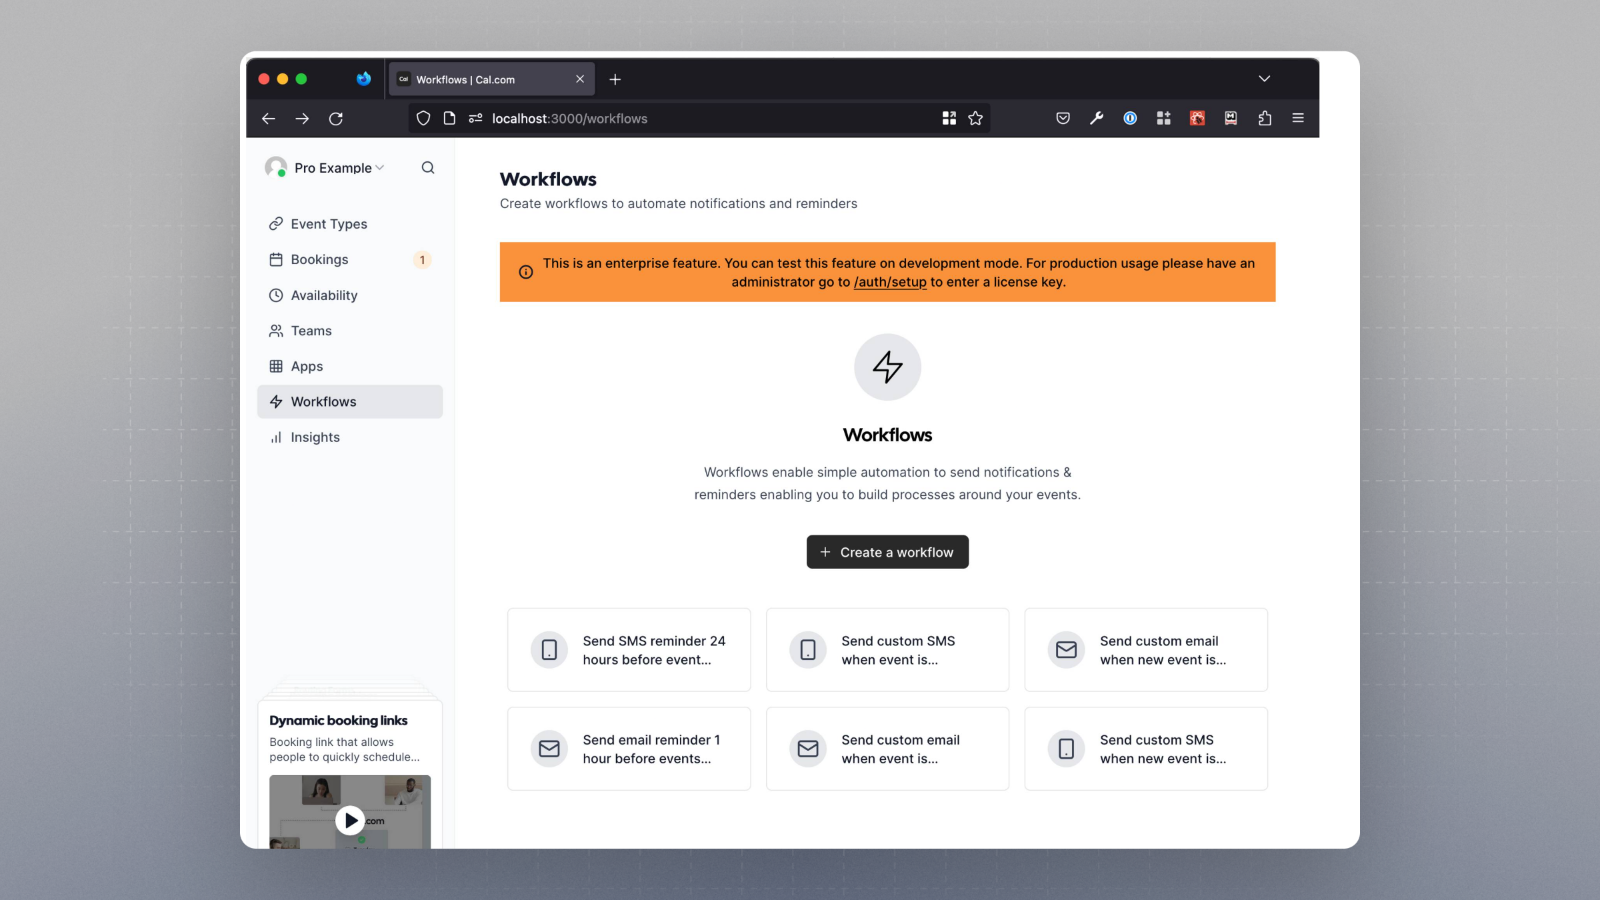 Cal
Workflows | Cal.com
localhost:3000/workflows
Pro Example
Event Types
Bookings
1
Availability
Teams
Apps
Workflows
Insights
Dynamic booking links
Booking link that allows
people to quickly schedule...
.com
Workflows
Create workflows to automate notifications and reminders
This is an enterprise feature. You can test this feature on development mode. For production usage please have an
administrator go to /auth/setup to enter a license key.
Workflows
Workflows enable simple automation to send notifications &
reminders enabling you to build processes around your events.
+ Create a workflow
Send SMS reminder 24
hours before event...
Send custom SMS
when event is...
Send custom email
when new event is...
Send email reminder 1
hour before events...
Send custom email
when event is...
Send custom SMS
when new event is...